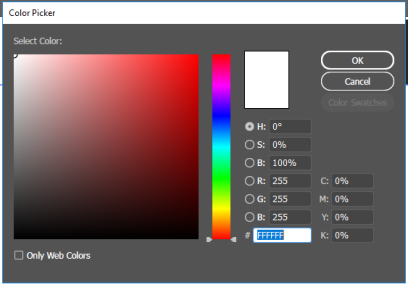 Color Picker
Select Color:
OK
Cancel
Color Swatches
H: 0°
S: 0%
B: 100%
R: 255 C: 0%
G: 255 M: 0%
B: 255 Y: 0%
# FFFFFF K: 0%
Only Web Colors